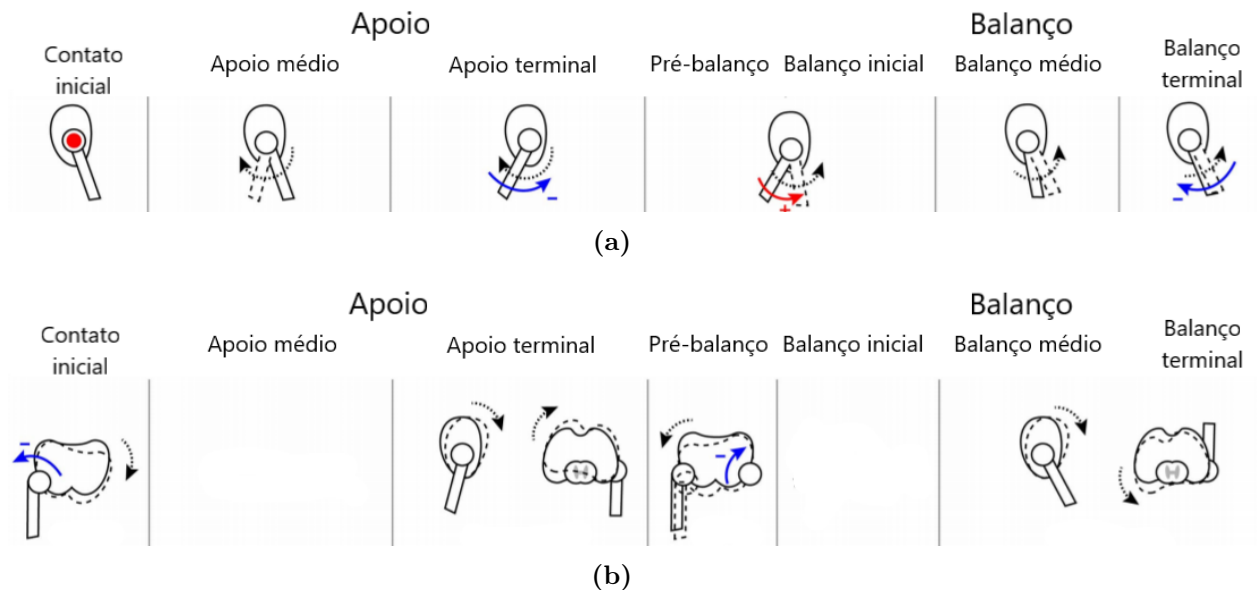 Apoio Balanço
Contato inicial Apoio médio Apoio terminal Pré-balanço Balanço inicial Balanço médio Balanço terminal
- + -
(a)
Apoio Balanço
Contato inicial Apoio médio Apoio terminal Pré-balanço Balanço inicial Balanço médio Balanço terminal
- -
(b)